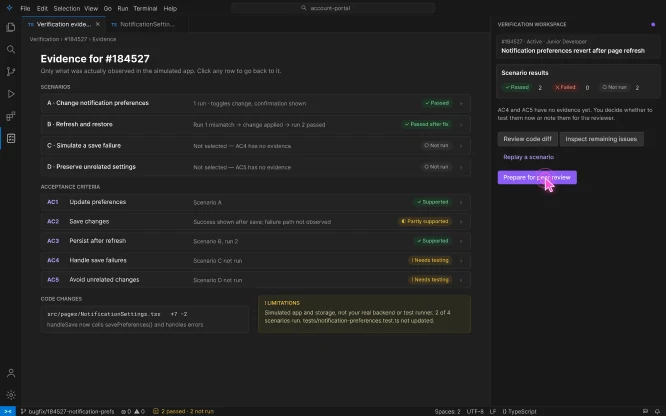 File Edit Selection View Go Run Terminal Help
account-portal
TS Verification evide...
TS NotificationSettin...
Verification › #184527 › Evidence
Evidence for #184527
Only what was actually observed in the simulated app. Click any row to go back to it.
SCENARIOS
A · Change notification preferences 1 run · toggles change, confirmation shown ✓ Passed
B · Refresh and restore Run 1 mismatch → change applied → run 2 passed ✓ Passed after fix
C · Simulate a save failure Not selected — AC4 has no evidence Not run
D · Preserve unrelated settings Not selected — AC5 has no evidence Not run
ACCEPTANCE CRITERIA
AC1 Update preferences Scenario A ✓ Supported
AC2 Save changes Success shown after save; failure path not observed Partly supported
AC3 Persist after refresh Scenario B, run 2 ✓ Supported
AC4 Handle save failures Scenario C not run ! Needs testing
AC5 Avoid unrelated changes Scenario D not run ! Needs testing
CODE CHANGES
src/pages/NotificationSettings.tsx +7 -2
handleSave now calls savePreferences() and handles errors
! LIMITATIONS
Simulated app and storage, not your real backend or test runner. 2 of 4
scenarios run. tests/notification-preferences.test.ts not updated.
VERIFICATION WORKSPACE
#184527 · Active · Junior Developer
Notification preferences revert after page refresh
Scenario results
✓ Passed 2 ✕ Failed 0 Not run 2
AC4 and AC5 have no evidence yet. You decide whether to
test them now or note them for the reviewer.
Review code diff
Inspect remaining issues
Replay a scenario
Prepare for peer review
bugfix/184527-notification-prefs 0 0 2 passed · 2 not run
Spaces: 2 UTF-8 LF {} TypeScript